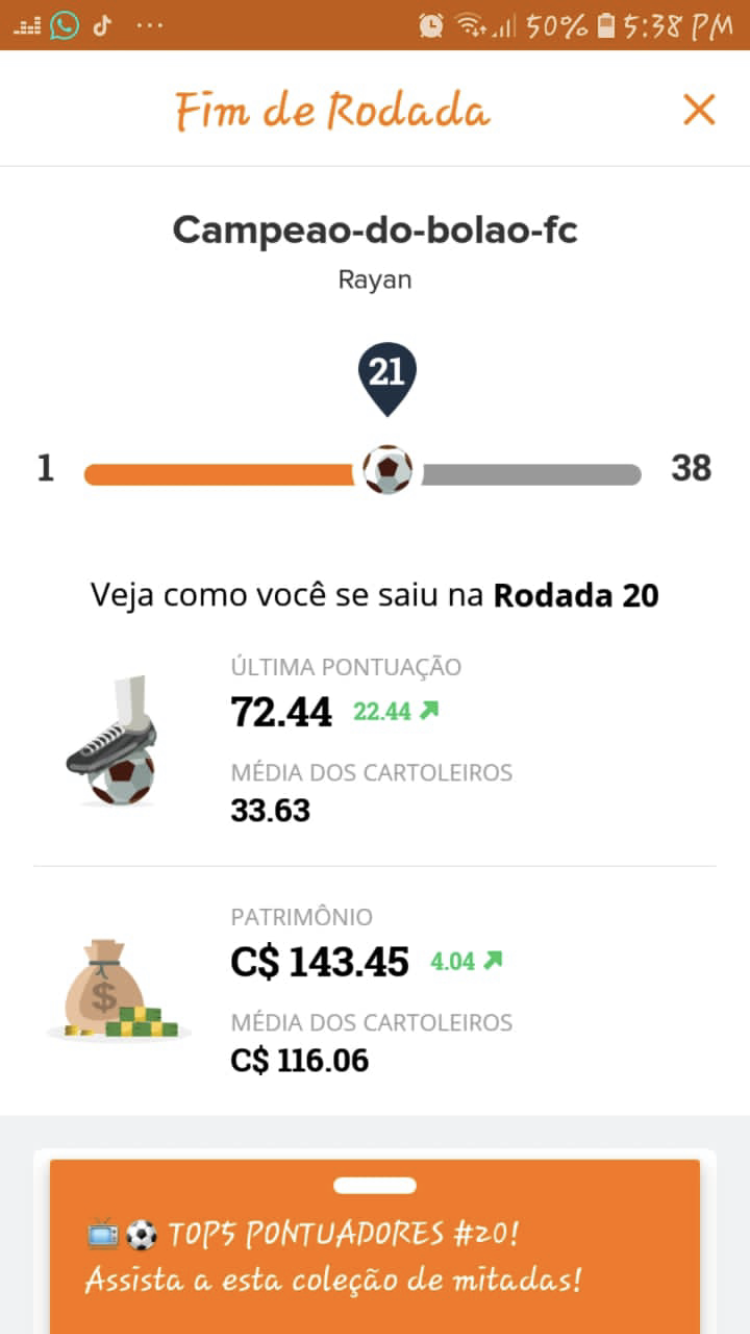 50% 5:38 PM
Fim de Rodada
Campeao-do-bolao-fc
Rayan
21
1 38
Veja como você se saiu na Rodada 20
ÚLTIMA PONTUAÇÃO
72.44 22.44
MÉDIA DOS CARTOLEIROS
33.63
PATRIMÔNIO
C$ 143.45 4.04
MÉDIA DOS CARTOLEIROS
C$ 116.06
$
TOP5 PONTUADORES #20!
Assista a esta coleção de mitadas!